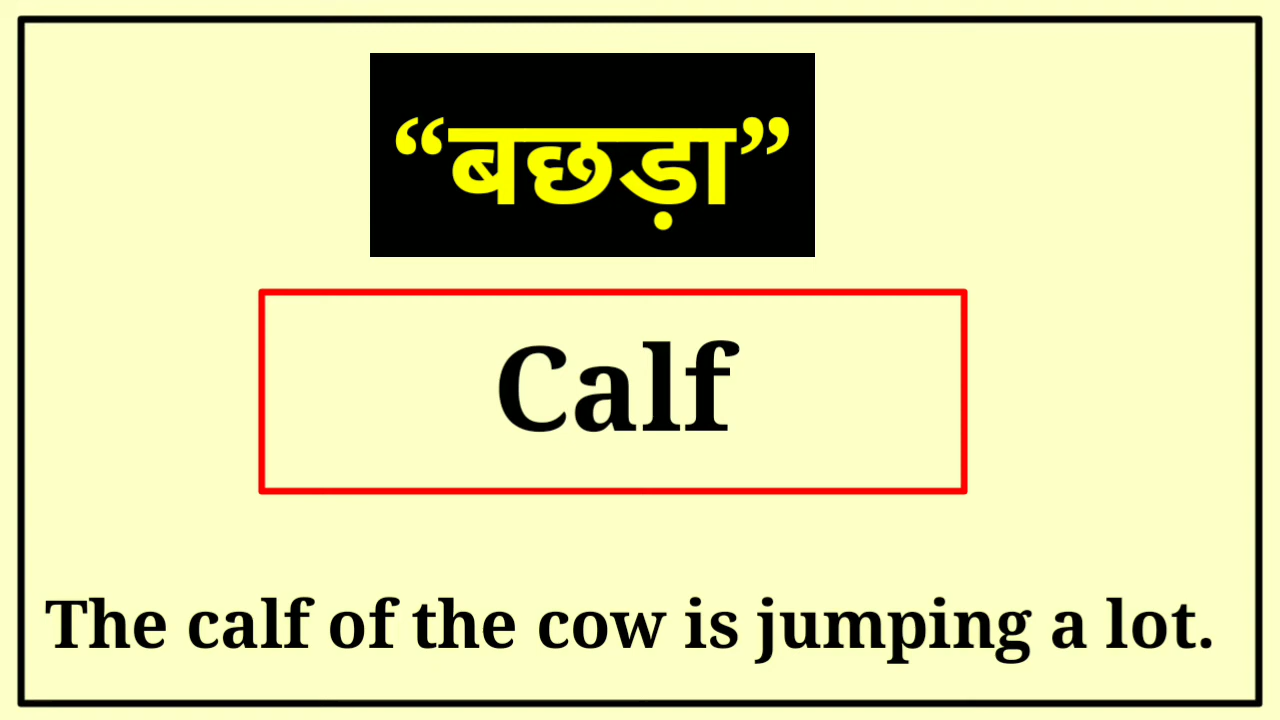 “बछड़ा”
Calf
The calf of the cow is jumping a lot.